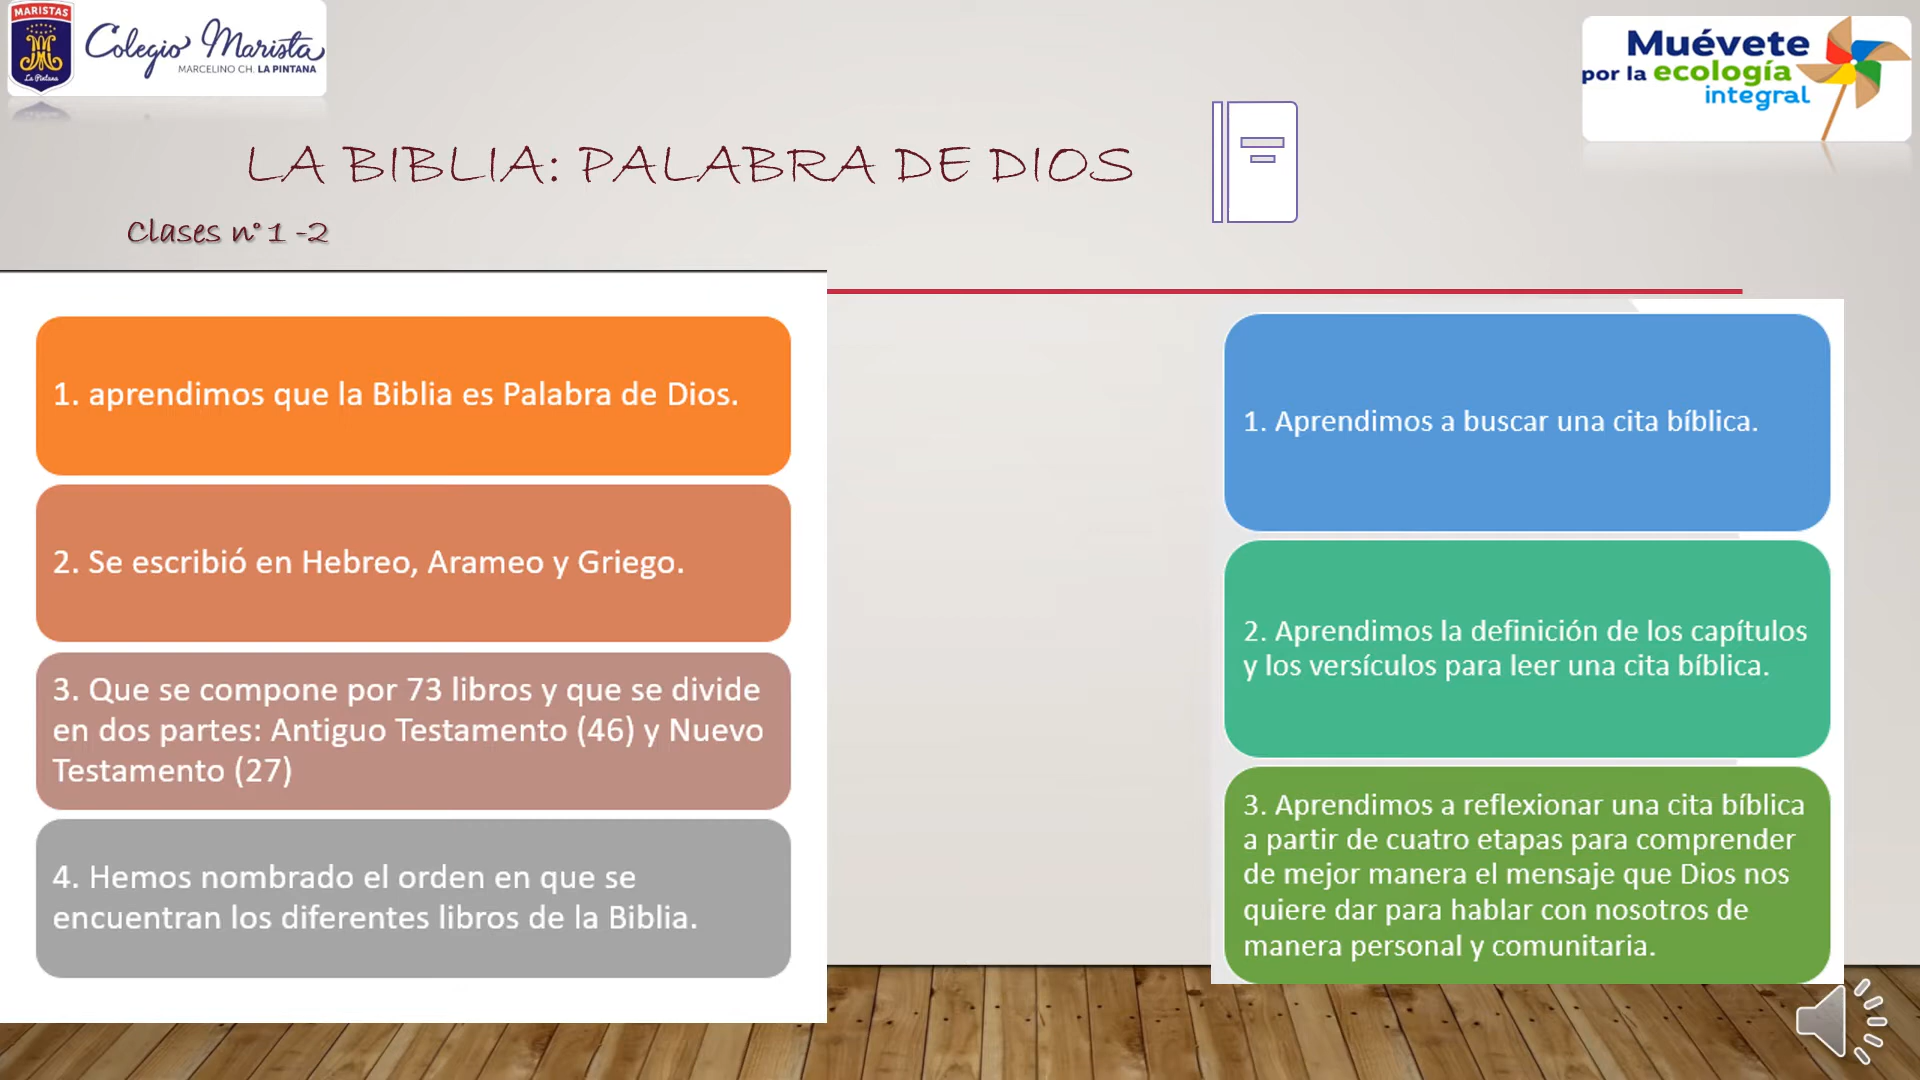 MARISTAS
La Pintana
Colegio Marista
MARCELINO CH. LA PINTANA
Muévete
por la ecología
integral
LA BIBLIA: PALABRA DE DIOS
Clases n° 1 -2
1. aprendimos que la Biblia es Palabra de Dios.
2. Se escribió en Hebreo, Arameo y Griego.
3. Que se compone por 73 libros y que se divide
en dos partes: Antiguo Testamento (46) y Nuevo
Testamento (27)
4. Hemos nombrado el orden en que se
encuentran los diferentes libros de la Biblia.
1. Aprendimos a buscar una cita bíblica.
2. Aprendimos la definición de los capítulos
y los versículos para leer una cita bíblica.
3. Aprendimos a reflexionar una cita bíblica
a partir de cuatro etapas para comprender
de mejor manera el mensaje que Dios nos
quiere dar para hablar con nosotros de
manera personal y comunitaria.